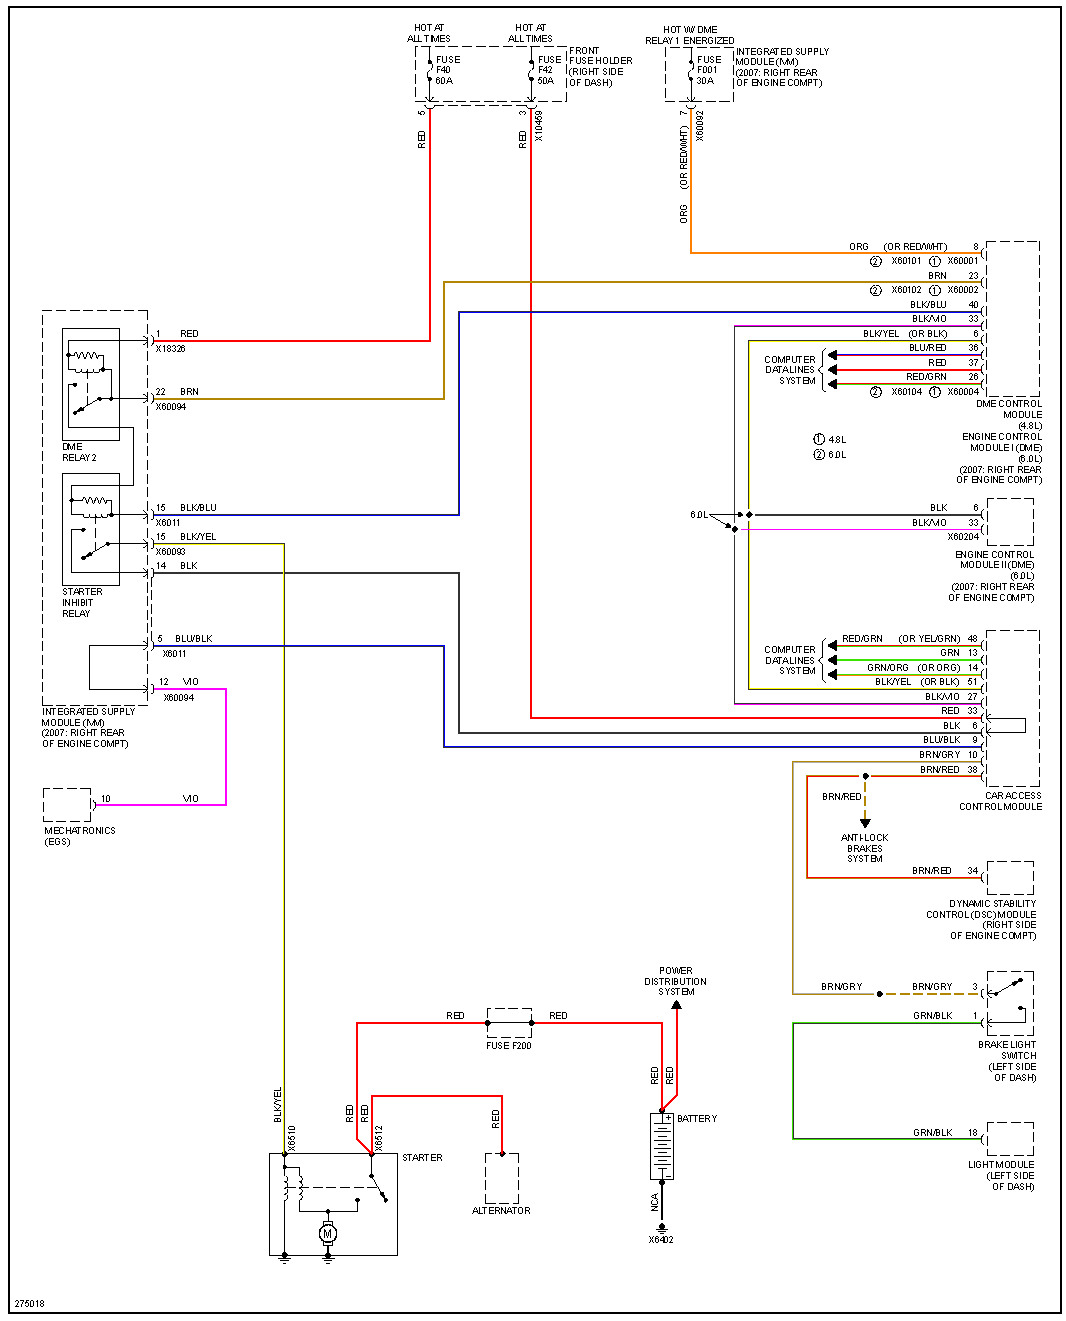 HOT AT
ALL TIMES
HOT AT
ALL TIMES
HOT W/ DME
RELAY 1 ENERGIZED
FUSE
F40
60A
FUSE
F42
50A
FRONT
FUSE HOLDER
(RIGHT SIDE
OF DASH)
FUSE
F001
30A
INTEGRATED SUPPLY
MODULE (IVM)
(2007: RIGHT REAR
OF ENGINE COMPT)
5
RED
3
RED
X10459
7
X60092
ORG (OR RED/WHT)
ORG (OR RED/WHT) 8
2 X60101 1 X60001
BRN 23
2 X60102 1 X60002
BLK/BLU 40
BLK/VIO 33
BLK/YEL (OR BLK) 6
BLU/RED 36
RED 37
RED/GRN 26
2 X60104 1 X60004
COMPUTER
DATALINES
SYSTEM
DME CONTROL
MODULE
(4.8L)
ENGINE CONTROL
MODULE I (DME)
(6.0L)
(2007: RIGHT REAR
OF ENGINE COMPT)
1 4.8L
2 6.0L
1 RED
X18326
22 BRN
X60094
DME
RELAY 2
15 BLK/BLU
X6011
15 BLK/YEL
X60093
14 BLK
STARTER
INHIBIT
RELAY
5 BLU/BLK
X6011
12 VIO
X60094
INTEGRATED SUPPLY
MODULE (IVM)
(2007: RIGHT REAR
OF ENGINE COMPT)
10 VIO
MECHATRONICS
(EGS)
6.0L
BLK 6
BLK/VIO 33
X60204
ENGINE CONTROL
MODULE II (DME)
(6.0L)
(2007: RIGHT REAR
OF ENGINE COMPT)
COMPUTER
DATALINES
SYSTEM
RED/GRN (OR YEL/GRN) 48
GRN 13
GRN/ORG (OR ORG) 14
BLK/YEL (OR BLK) 51
BLK/VIO 27
RED 33
BLK 6
BLU/BLK 9
BRN/GRY 10
BRN/RED 38
CAR ACCESS
CONTROL MODULE
BRN/RED
ANTI-LOCK
BRAKES
SYSTEM
BRN/RED 34
DYNAMIC STABILITY
CONTROL (DSC) MODULE
(RIGHT SIDE
OF ENGINE COMPT)
BRN/GRY BRN/GRY 3
GRN/BLK 1
BRAKE LIGHT
SWITCH
(LEFT SIDE
OF DASH)
GRN/BLK 18
LIGHT MODULE
(LEFT SIDE
OF DASH)
POWER
DISTRIBUTION
SYSTEM
RED RED
FUSE F200
RED
RED
BATTERY
+
-
NCA
X6402
BLK/YEL
X6510
RED
RED
X6512
RED
STARTER
M
ALTERNATOR
275018